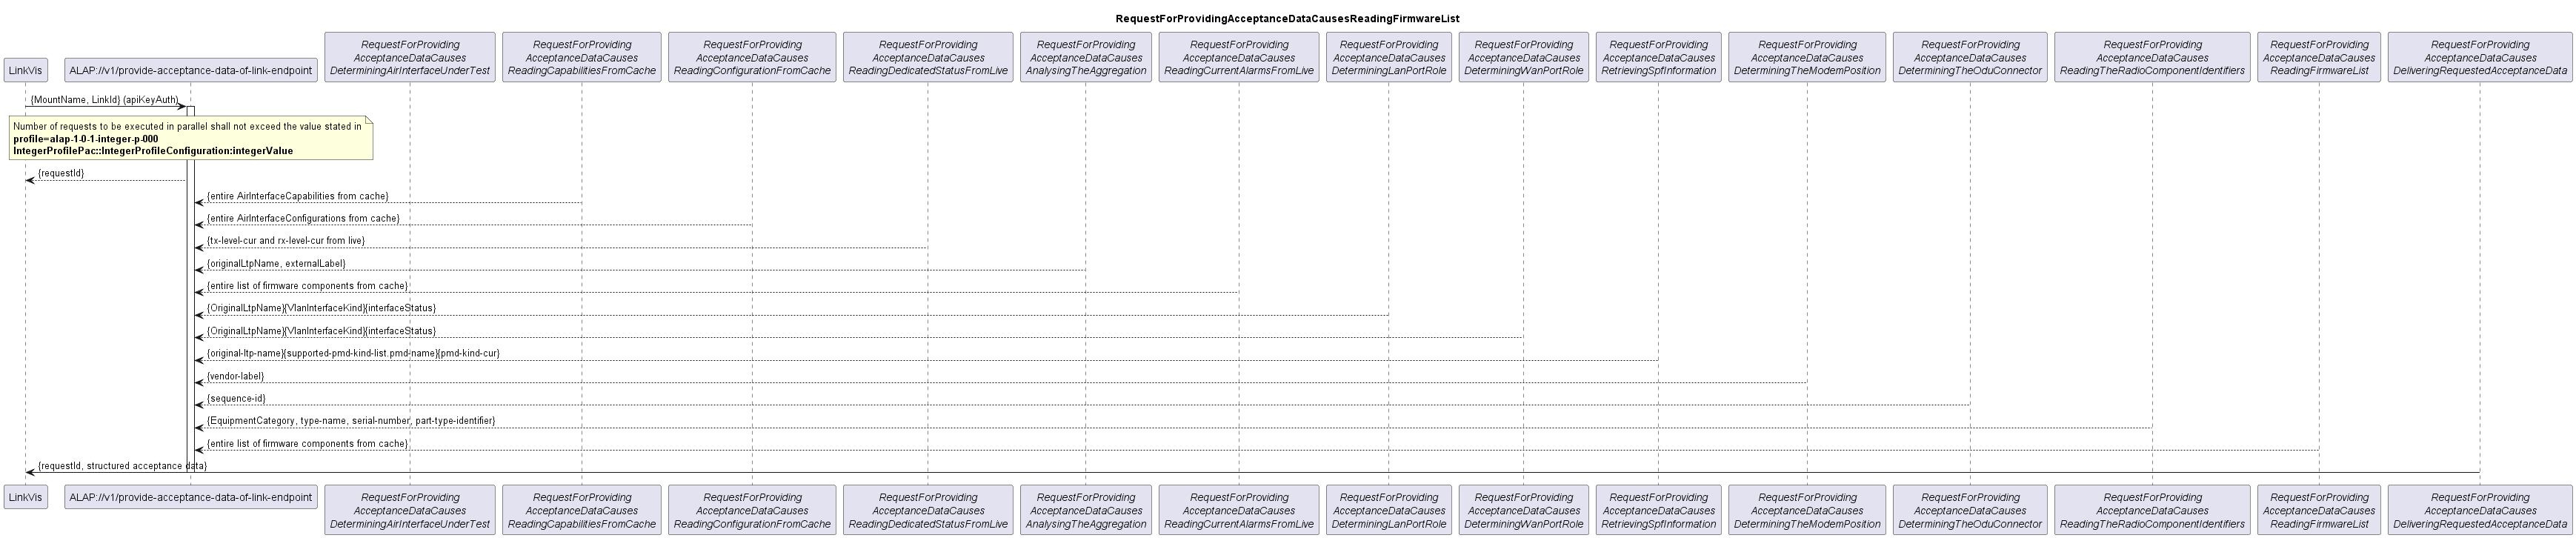 RequestForProvidingAcceptanceDataCausesReadingFirmwareList
LinkVis
ALAP://v1/provide-acceptance-data-of-link-endpoint
RequestForProviding
AcceptanceDataCauses
DeterminingAirInterfaceUnderTest
RequestForProviding
AcceptanceDataCauses
ReadingCapabilitiesFromCache
RequestForProviding
AcceptanceDataCauses
ReadingConfigurationFromCache
RequestForProviding
AcceptanceDataCauses
ReadingDedicatedStatusFromLive
RequestForProviding
AcceptanceDataCauses
AnalysingTheAggregation
RequestForProviding
AcceptanceDataCauses
ReadingCurrentAlarmsFromLive
RequestForProviding
AcceptanceDataCauses
DeterminingLanPortRole
RequestForProviding
AcceptanceDataCauses
DeterminingWanPortRole
RequestForProviding
AcceptanceDataCauses
RetrievingSpfInformation
RequestForProviding
AcceptanceDataCauses
DeterminingTheModemPosition
RequestForProviding
AcceptanceDataCauses
DeterminingTheOduConnector
RequestForProviding
AcceptanceDataCauses
ReadingTheRadioComponentIdentifiers
RequestForProviding
AcceptanceDataCauses
ReadingFirmwareList
RequestForProviding
AcceptanceDataCauses
DeliveringRequestedAcceptanceData
{MountName, LinkId} (apiKeyAuth)
Number of requests to be executed in parallel shall not exceed the value stated in
profile=alap-1-0-1-integer-p-000
IntegerProfilePac::IntegerProfileConfiguration:integerValue
{requestId}
{entire AirInterfaceCapabilities from cache}
{entire AirInterfaceConfigurations from cache}
{tx-level-cur and rx-level-cur from live}
{originalLtpName, externalLabel}
{entire list of firmware components from cache}
{OriginalLtpName}{VlanInterfaceKind}{interfaceStatus}
{OriginalLtpName}{VlanInterfaceKind}{interfaceStatus}
{original-ltp-name}{supported-pmd-kind-list.pmd-name}{pmd-kind-cur}
{vendor-label}
{sequence-id}
{EquipmentCategory, type-name, serial-number, part-type-identifier}
{entire list of firmware components from cache}
{requestId, structured acceptance data}
LinkVis
ALAP://v1/provide-acceptance-data-of-link-endpoint
RequestForProviding
AcceptanceDataCauses
DeterminingAirInterfaceUnderTest
RequestForProviding
AcceptanceDataCauses
ReadingCapabilitiesFromCache
RequestForProviding
AcceptanceDataCauses
ReadingConfigurationFromCache
RequestForProviding
AcceptanceDataCauses
ReadingDedicatedStatusFromLive
RequestForProviding
AcceptanceDataCauses
AnalysingTheAggregation
RequestForProviding
AcceptanceDataCauses
ReadingCurrentAlarmsFromLive
RequestForProviding
AcceptanceDataCauses
DeterminingLanPortRole
RequestForProviding
AcceptanceDataCauses
DeterminingWanPortRole
RequestForProviding
AcceptanceDataCauses
RetrievingSpfInformation
RequestForProviding
AcceptanceDataCauses
DeterminingTheModemPosition
RequestForProviding
AcceptanceDataCauses
DeterminingTheOduConnector
RequestForProviding
AcceptanceDataCauses
ReadingTheRadioComponentIdentifiers
RequestForProviding
AcceptanceDataCauses
ReadingFirmwareList
RequestForProviding
AcceptanceDataCauses
DeliveringRequestedAcceptanceData